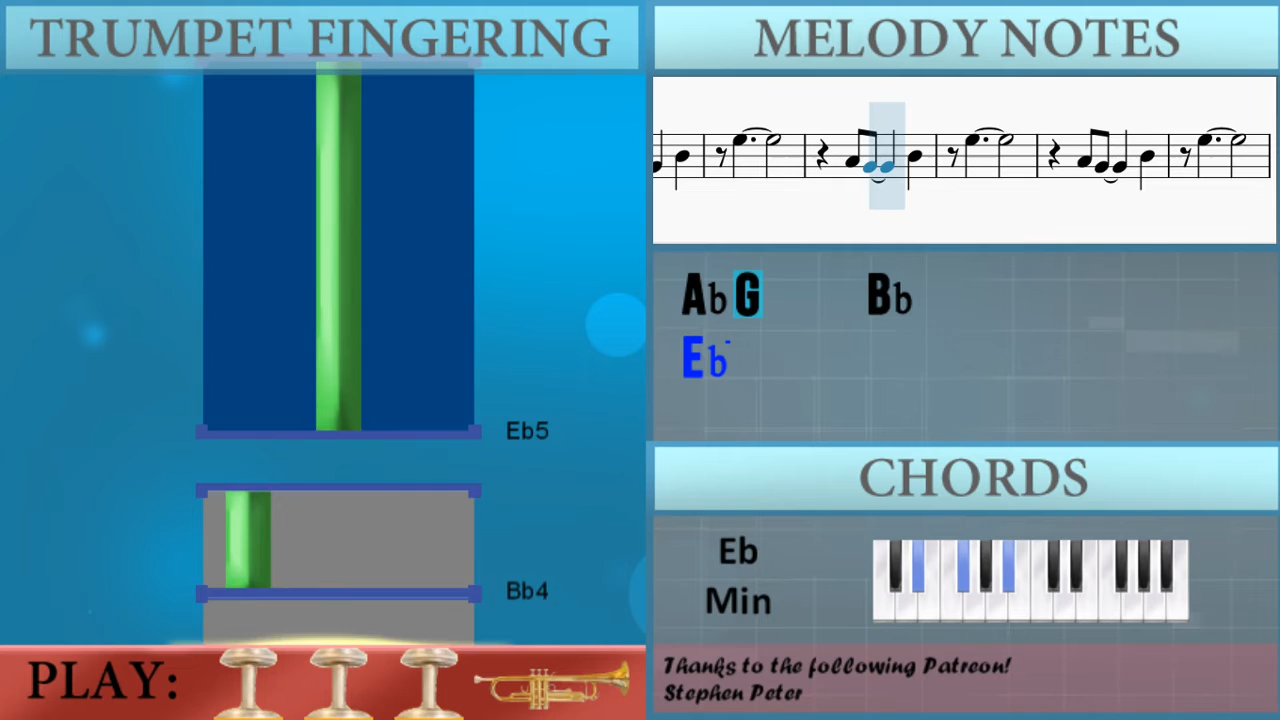 TRUMPET FINGERING
Eb5
Bb4
PLAY:
MELODY NOTES
Ab G Bb
Eb
CHORDS
Eb
Min
Thanks to the following Patreon!
Stephen Peter